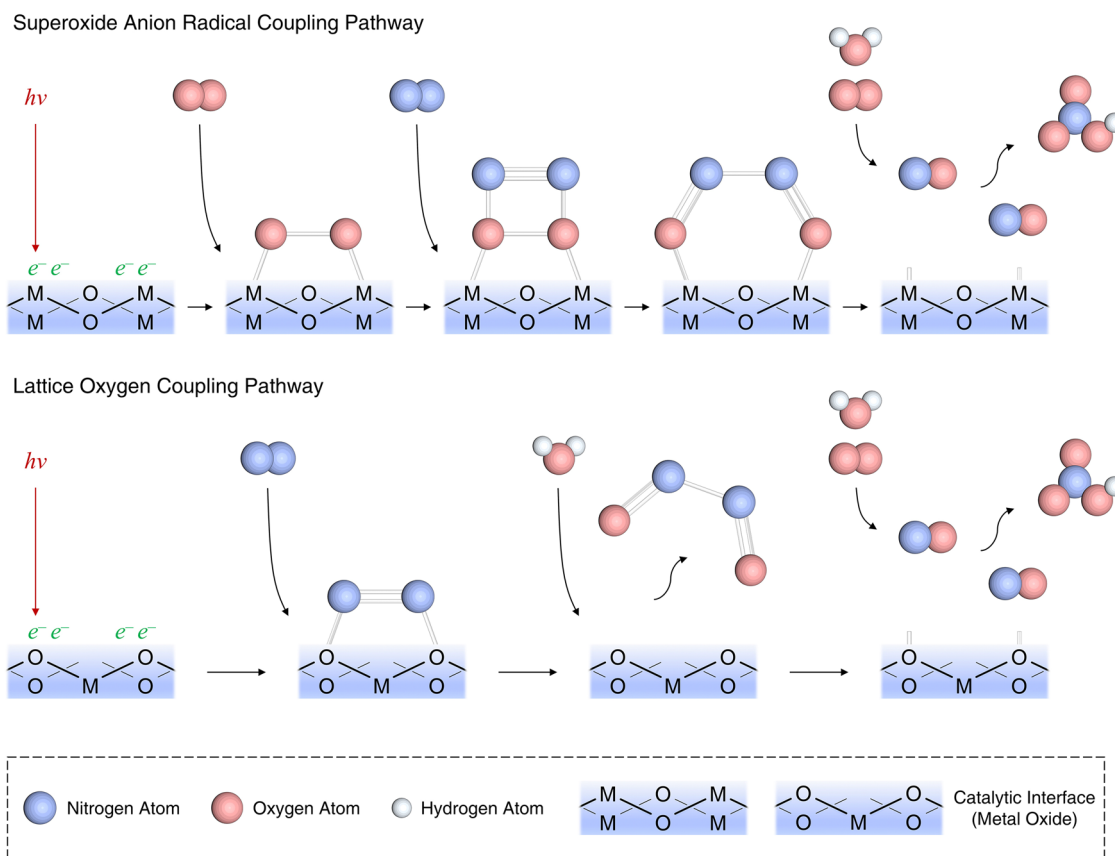 Superoxide Anion Radical Coupling Pathway
hν
e⁻ e⁻ e⁻ e⁻
M O M M O M M O M M O M M O M
M O M M O M M O M M O M M O M
Lattice Oxygen Coupling Pathway
hν
e⁻ e⁻ e⁻ e⁻
O O O O O O O O
O M O O M O O M O O M O
Nitrogen Atom
Oxygen Atom
Hydrogen Atom
M O M
M O M
O O
O M O
Catalytic Interface
(Metal Oxide)